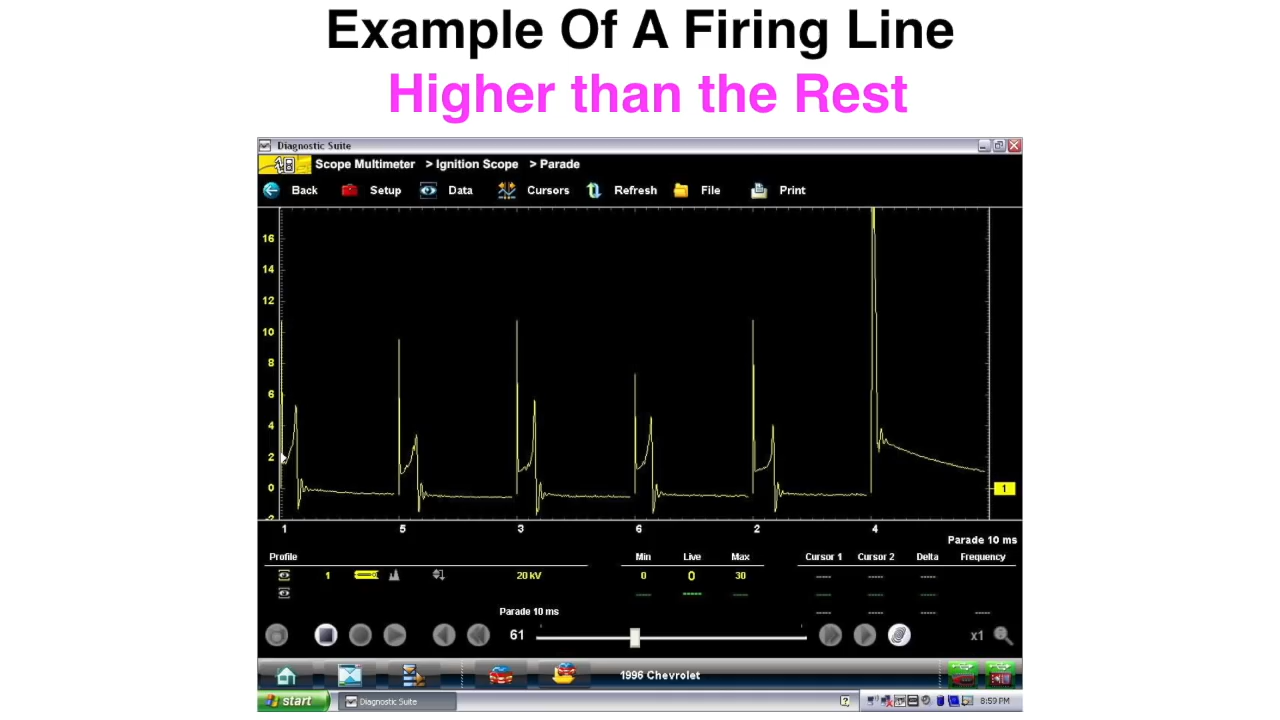 Example Of A Firing Line
Higher than the Rest
Diagnostic Suite
Scope Multimeter > Ignition Scope > Parade
Back Setup Data Cursors Refresh File Print
16
14
12
10
8
6
4
2
0
-2
1
1 5 3 6 2 4
Parade 10 ms
Profile Min Live Max Cursor 1 Cursor 2 Delta Frequency
1 20 kV 0 0 30 ---- ---- ----
---- ----- ---- ---- ---- ----
Parade 10 ms ---- ---- ---- ----
61 x1
1996 Chevrolet
start Diagnostic Suite ? 8:59 PM